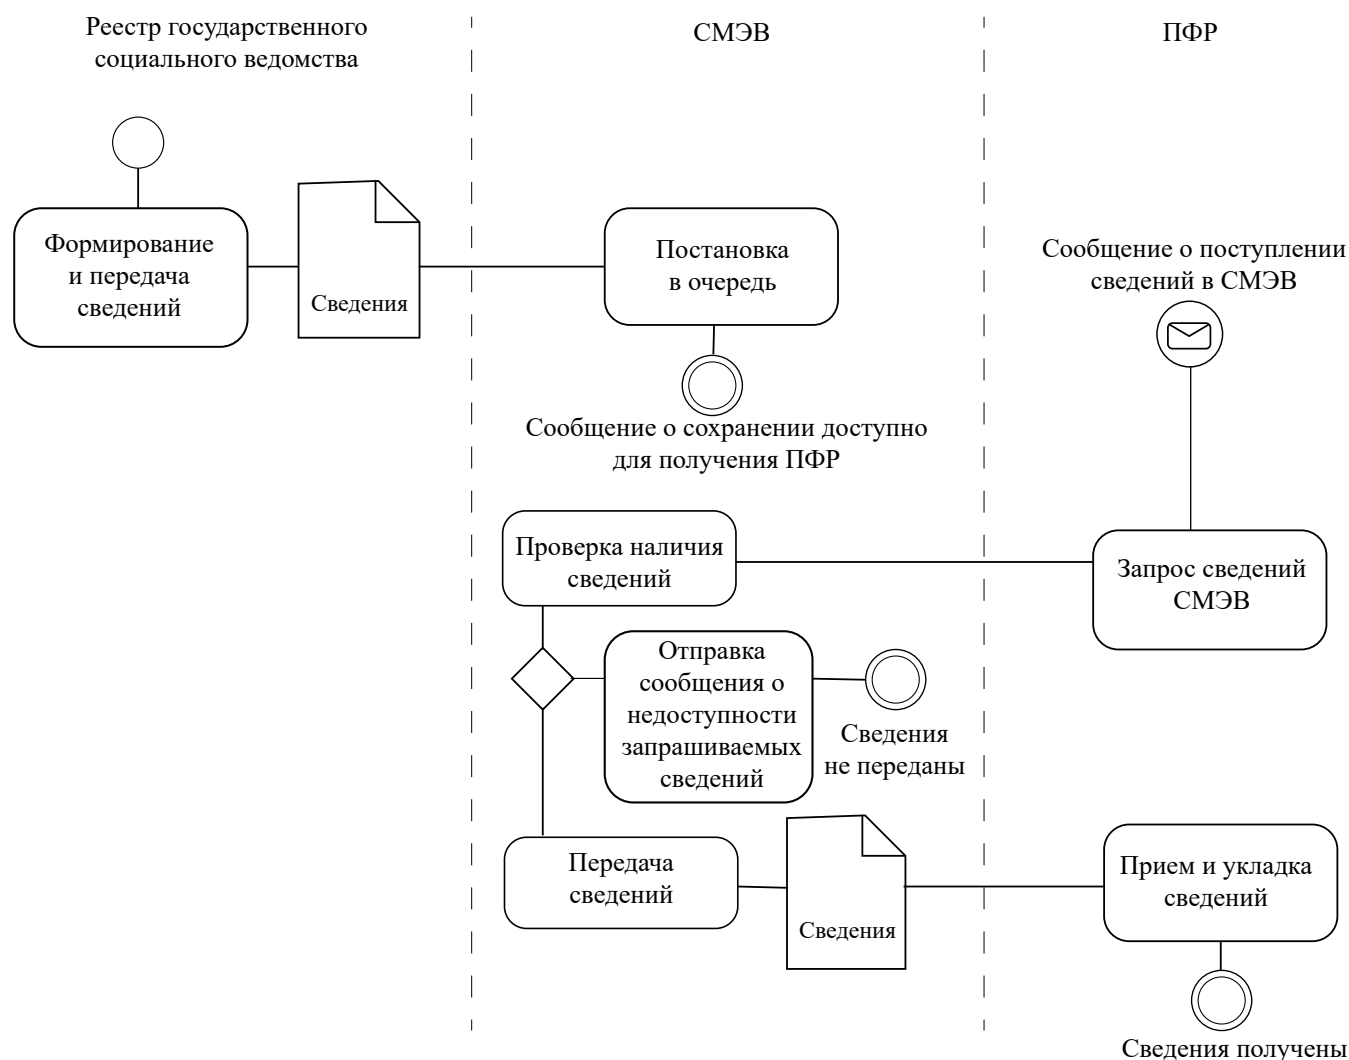 Реестр государственного
социального ведомства
СМЭВ
ПФР
Формирование
и передача
сведений
Сведения
Постановка
в очередь
Сообщение о поступлении
сведений в СМЭВ
Сообщение о сохранении доступно
для получения ПФР
Проверка наличия
сведений
Запрос сведений
СМЭВ
Отправка
сообщения о
недоступности
запрашиваемых
сведений
Сведения
не переданы
Передача
сведений
Сведения
Прием и укладка
сведений
Сведения получены